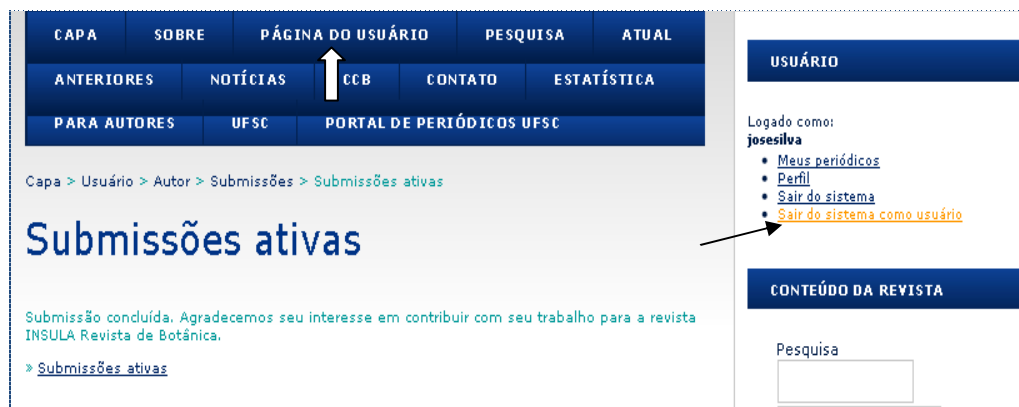 CAPA SOBRE PÁGINA DO USUÁRIO PESQUISA ATUAL
ANTERIORES NOTÍCIAS CCB CONTATO ESTATÍSTICA
PARA AUTORES UFSC PORTAL DE PERIÓDICOS UFSC
Capa > Usuário > Autor > Submissões > Submissões ativas
Submissões ativas
Submissão concluída. Agradecemos seu interesse em contribuir com seu trabalho para a revista
INSULA Revista de Botânica.
» Submissões ativas
USUÁRIO
Logado como:
josesilva
• Meus periódicos
• Perfil
• Sair do sistema
• Sair do sistema como usuário
CONTEÚDO DA REVISTA
Pesquisa